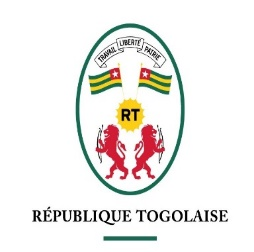 TRAVAIL LIBERTÉ PATRIE
RT
RÉPUBLIQUE TOGOLAISE